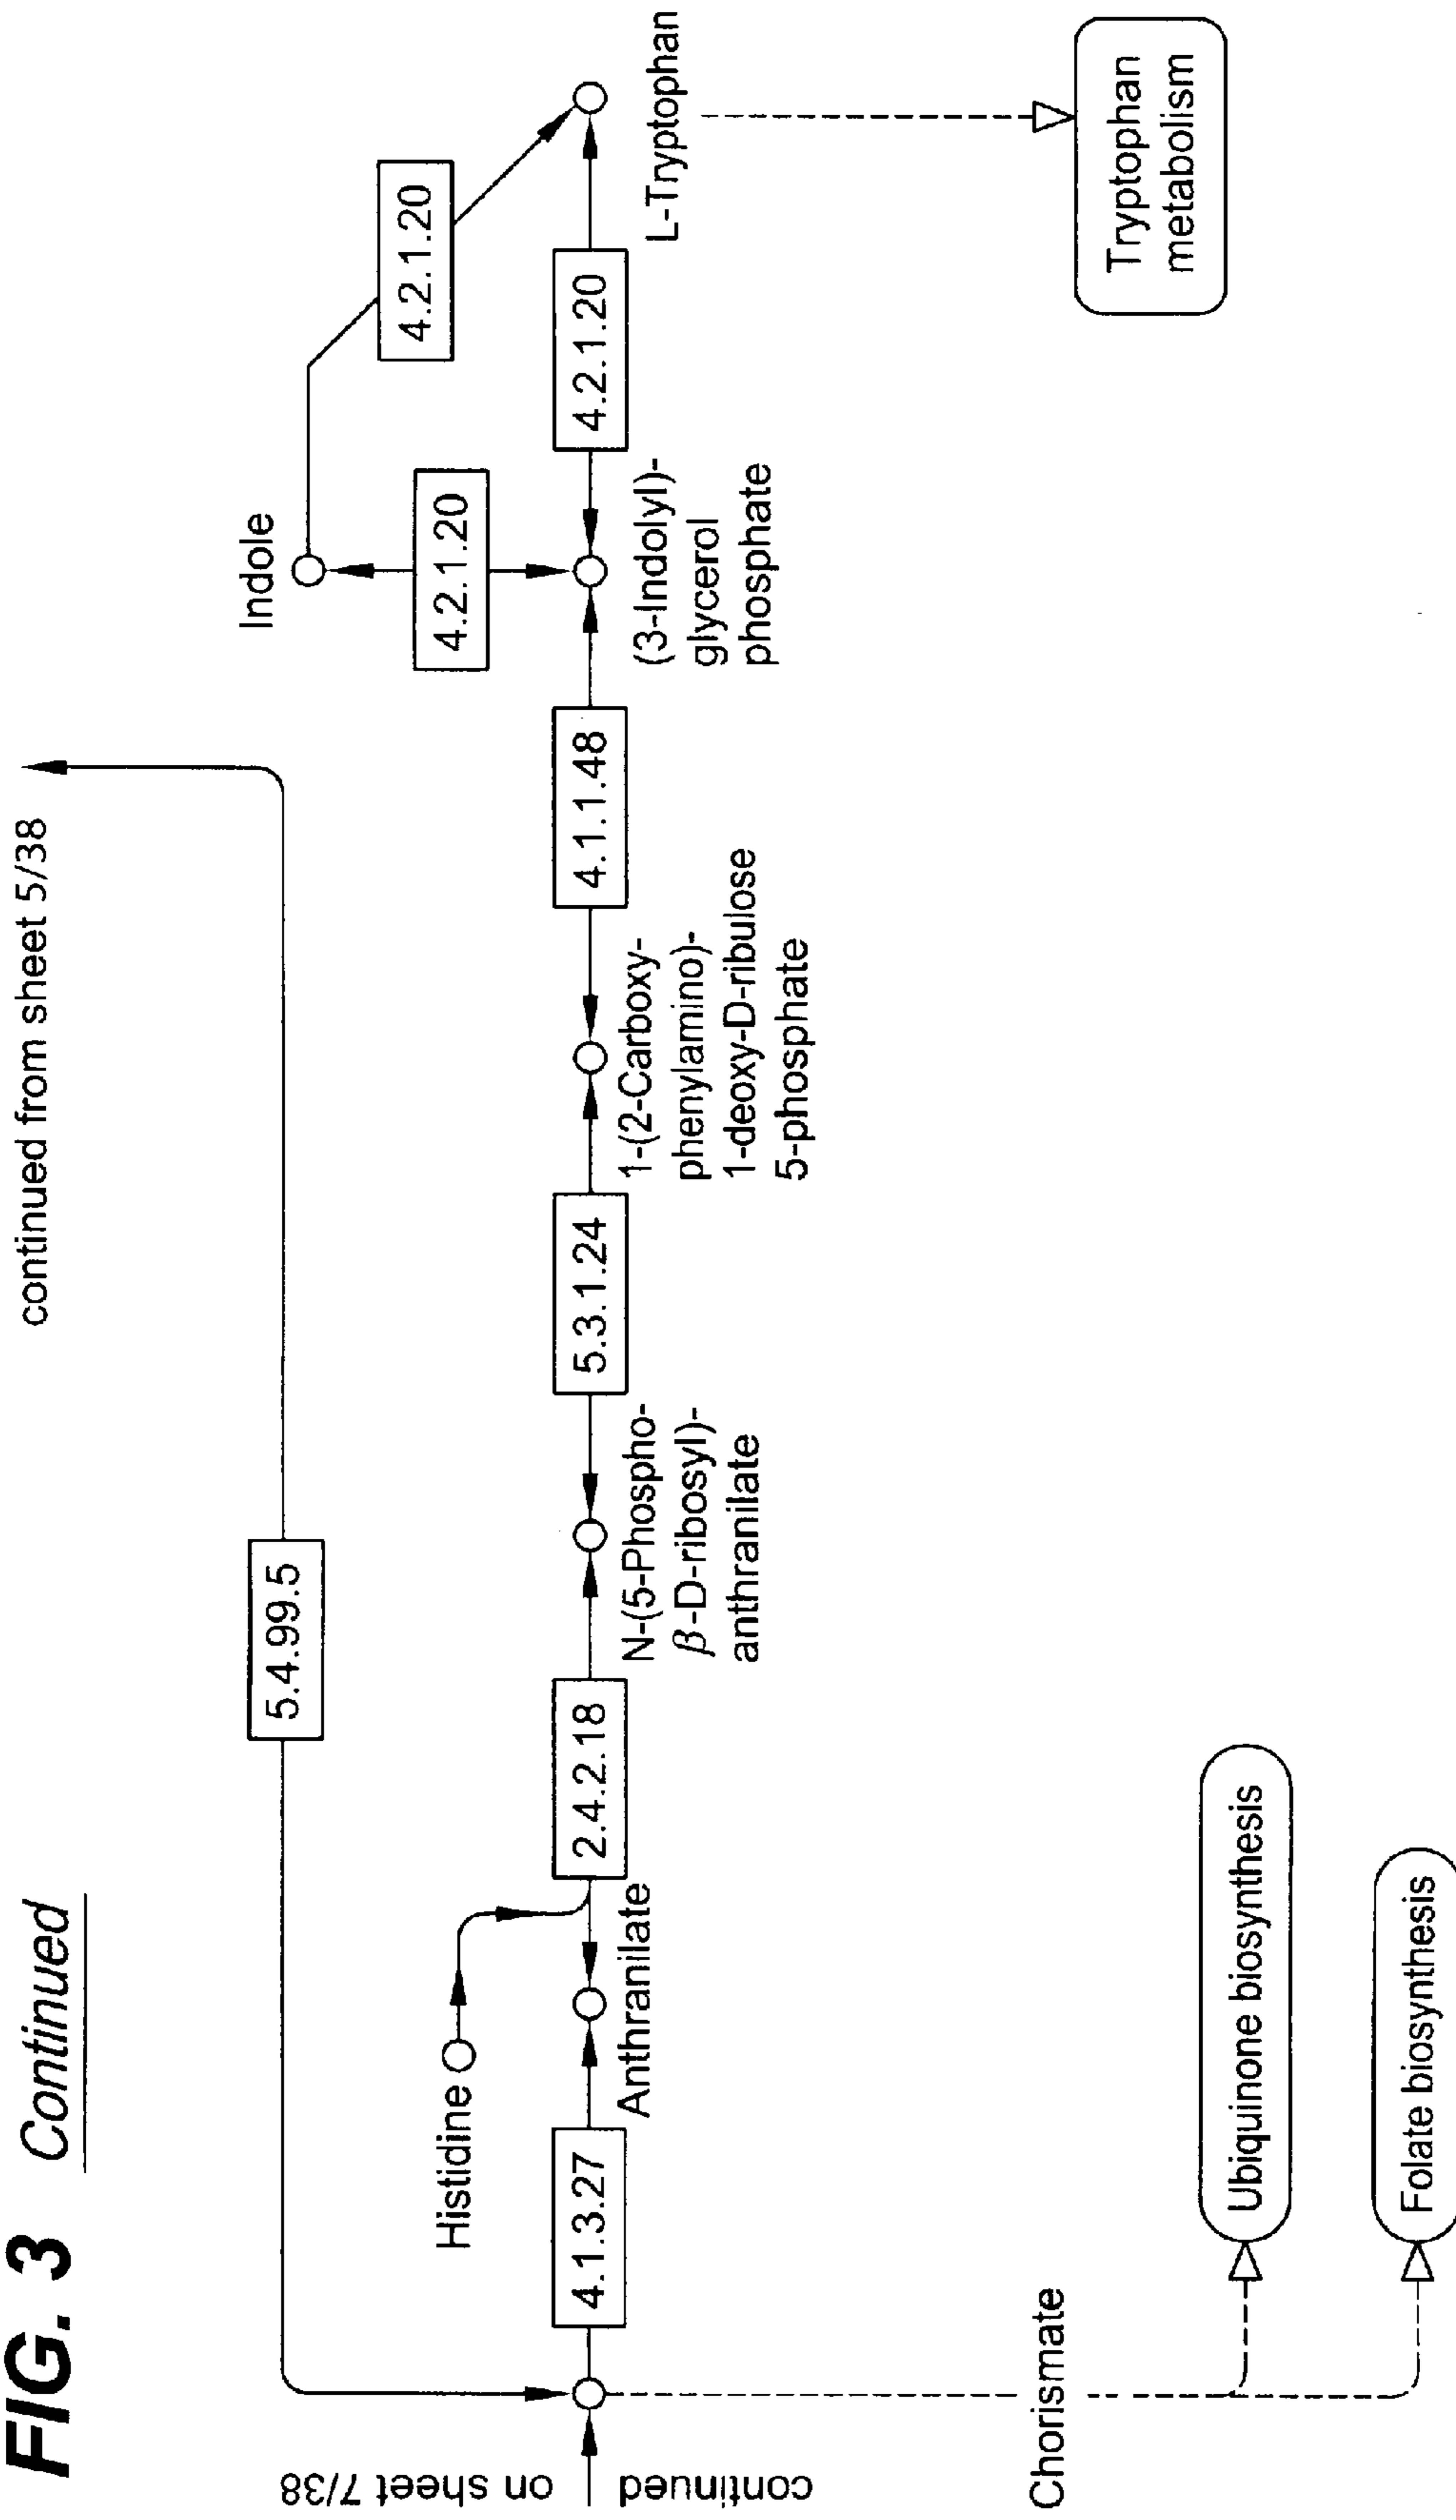 FIG. 3 Continued
continued from sheet 5/38
5.4.99.5
Indole
4.2.1.20
4.2.1.20
Histidine
4.1.3.27
2.4.2.18
5.3.1.24
4.1.1.48
4.2.1.20
Anthranilate
N-(5-Phospho-
β-D-ribosyl)-
anthranilate
1-(2-Carboxy-
phenylamino)-
1-deoxy-D-ribulose
5-phosphate
(3-Indolyl)-
glycerol
phosphate
L-Tryptophan
continued
on sheet 7/38
Chorismate
Tryptophan
metabolism
Ubiquinone biosynthesis
Folate biosynthesis